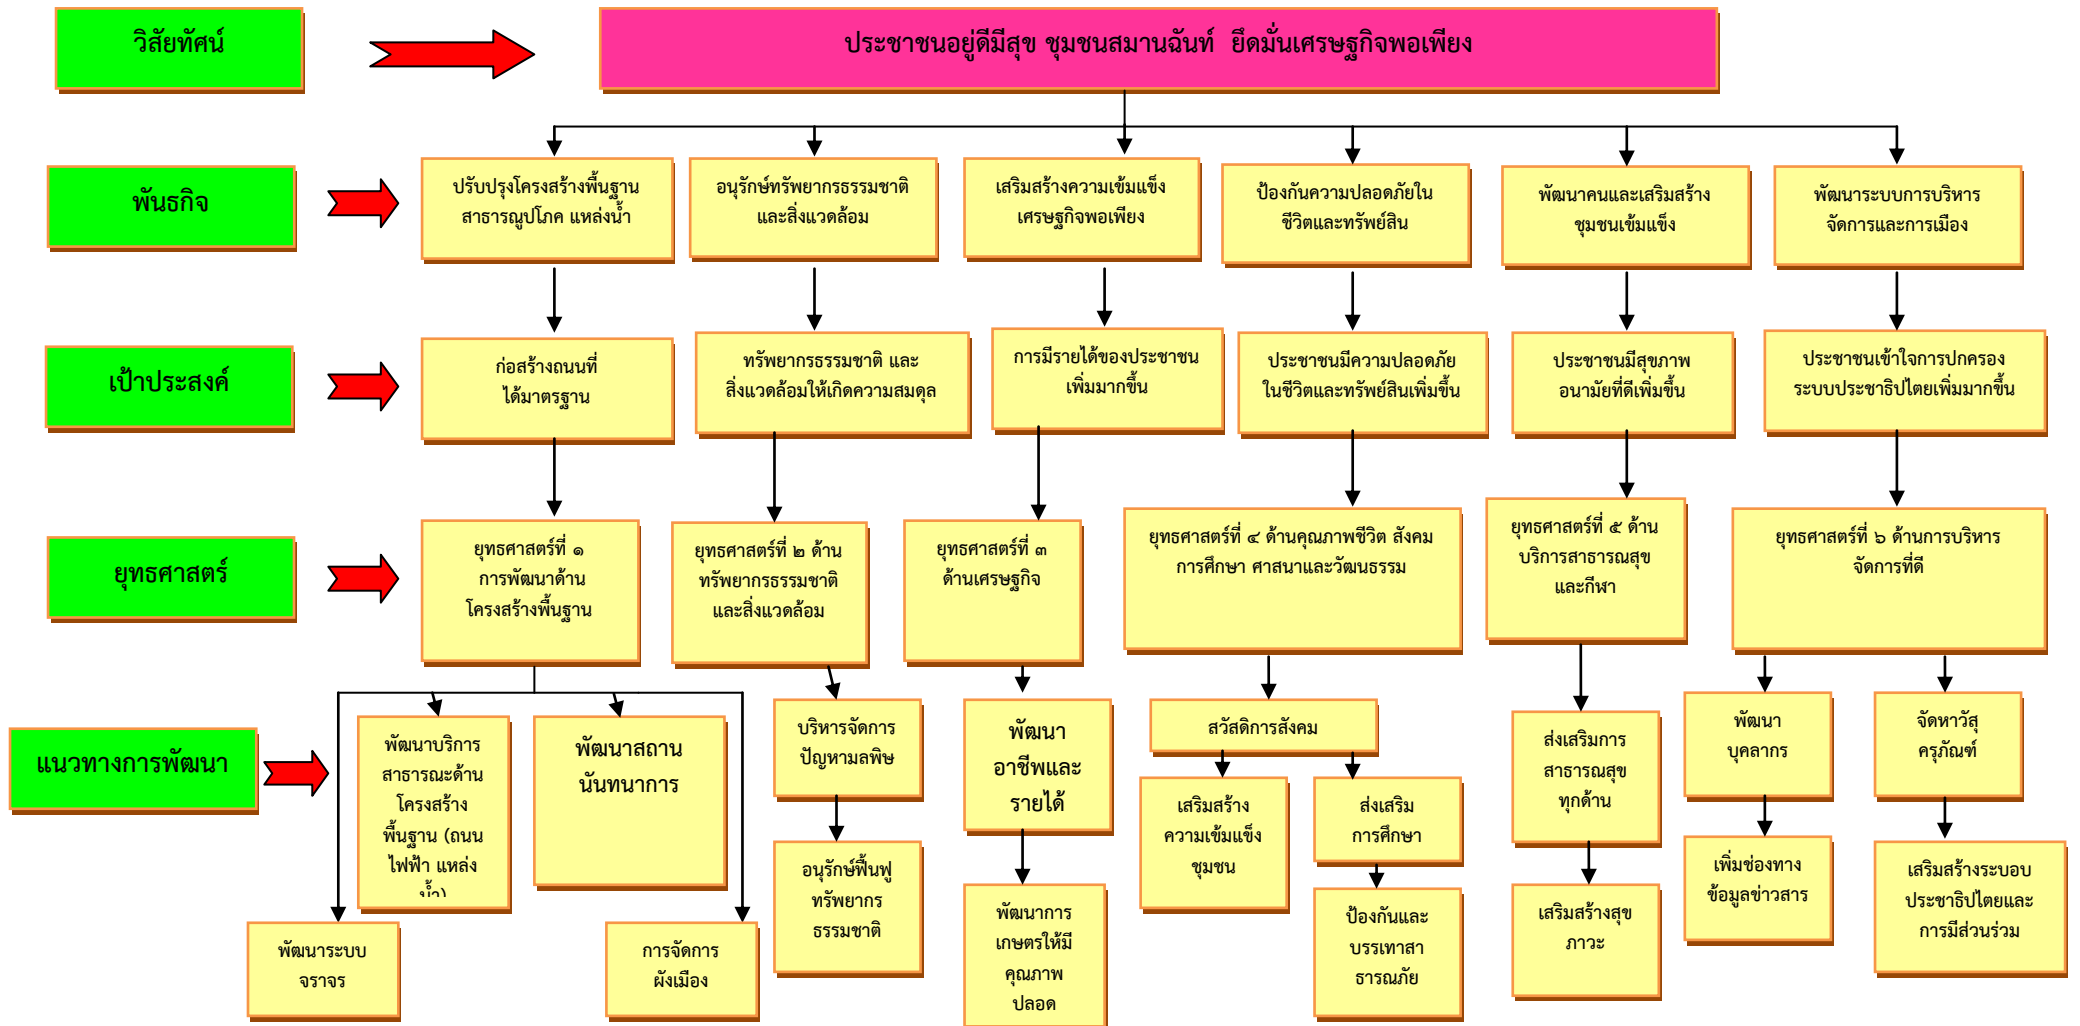 วิสัยทัศน์
ประชาชนอยู่ดีมีสุข ชุมชนสมานฉันท์ ยึดมั่นเศรษฐกิจพอเพียง
พันธกิจ
ปรับปรุงโครงสร้างพื้นฐาน
สาธารณูปโภค แหล่งน้ำ
อนุรักษ์ทรัพยากรธรรมชาติ
และสิ่งแวดล้อม
เสริมสร้างความเข้มแข็ง
เศรษฐกิจพอเพียง
ป้องกันความปลอดภัยใน
ชีวิตและทรัพย์สิน
พัฒนาคนและเสริมสร้าง
ชุมชนเข้มแข็ง
พัฒนาระบบการบริหาร
จัดการและการเมือง
เป้าประสงค์
ก่อสร้างถนนที่
ได้มาตรฐาน
ทรัพยากรธรรมชาติ และ
สิ่งแวดล้อมให้เกิดความสมดุล
การมีรายได้ของประชาชน
เพิ่มมากขึ้น
ประชาชนมีความปลอดภัย
ในชีวิตและทรัพย์สินเพิ่มขึ้น
ประชาชนมีสุขภาพ
อนามัยที่ดีเพิ่มขึ้น
ประชาชนเข้าใจการปกครอง
ระบบประชาธิปไตยเพิ่มมากขึ้น
ยุทธศาสตร์
ยุทธศาสตร์ที่ ๑
การพัฒนาด้าน
โครงสร้างพื้นฐาน
ยุทธศาสตร์ที่ ๒ ด้าน
ทรัพยากรธรรมชาติ
และสิ่งแวดล้อม
ยุทธศาสตร์ที่ ๓
ด้านเศรษฐกิจ
ยุทธศาสตร์ที่ ๔ ด้านคุณภาพชีวิต สังคม
การศึกษา ศาสนาและวัฒนธรรม
ยุทธศาสตร์ที่ ๕ ด้าน
บริการสาธารณสุข
และกีฬา
ยุทธศาสตร์ที่ ๖ ด้านการบริหาร
จัดการที่ดี
แนวทางการพัฒนา
พัฒนาระบบ
จราจร
พัฒนาบริการ
สาธารณะด้าน
โครงสร้าง
พื้นฐาน (ถนน
ไฟฟ้า แหล่ง
น้ำ)
พัฒนาสถาน
นันทนาการ
การจัดการ
ผังเมือง
บริหารจัดการ
ปัญหามลพิษ
อนุรักษ์ฟื้นฟู
ทรัพยากร
ธรรมชาติ
พัฒนา
อาชีพและ
รายได้
พัฒนาการ
เกษตรให้มี
คุณภาพ
ปลอด
สวัสดิการสังคม
เสริมสร้าง
ความเข้มแข็ง
ชุมชน
ส่งเสริม
การศึกษา
ป้องกันและ
บรรเทาสา
ธารณภัย
ส่งเสริมการ
สาธารณสุข
ทุกด้าน
เสริมสร้างสุข
ภาวะ
พัฒนา
บุคลากร
เพิ่มช่องทาง
ข้อมูลข่าวสาร
จัดหาวัสุ
ครุภัณฑ์
เสริมสร้างระบอบ
ประชาธิปไตยและ
การมีส่วนร่วม